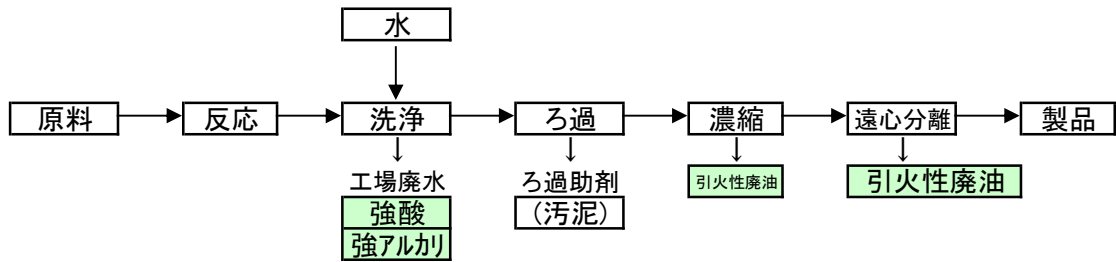 水
原料
反応
洗浄
ろ過
濃縮
遠心分離
製品
工場廃水
強酸
強アルカリ
ろ過助剤
(汚泥)
引火性廃油
引火性廃油